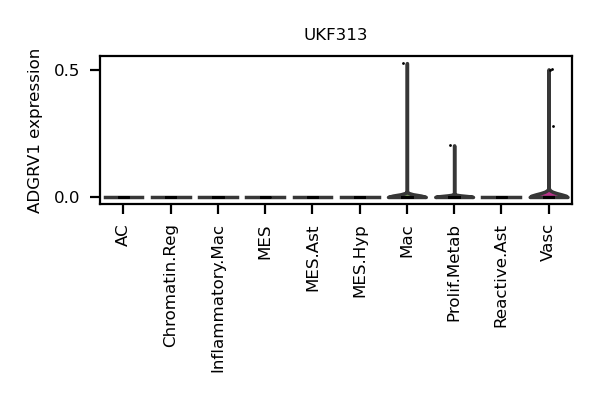 UKF313
ADGRV1 expression
0.5
0.0
AC
Chromatin.Reg
Inflammatory.Mac
MES
MES.Ast
MES.Hyp
Mac
Prolif.Metab
Reactive.Ast
Vasc